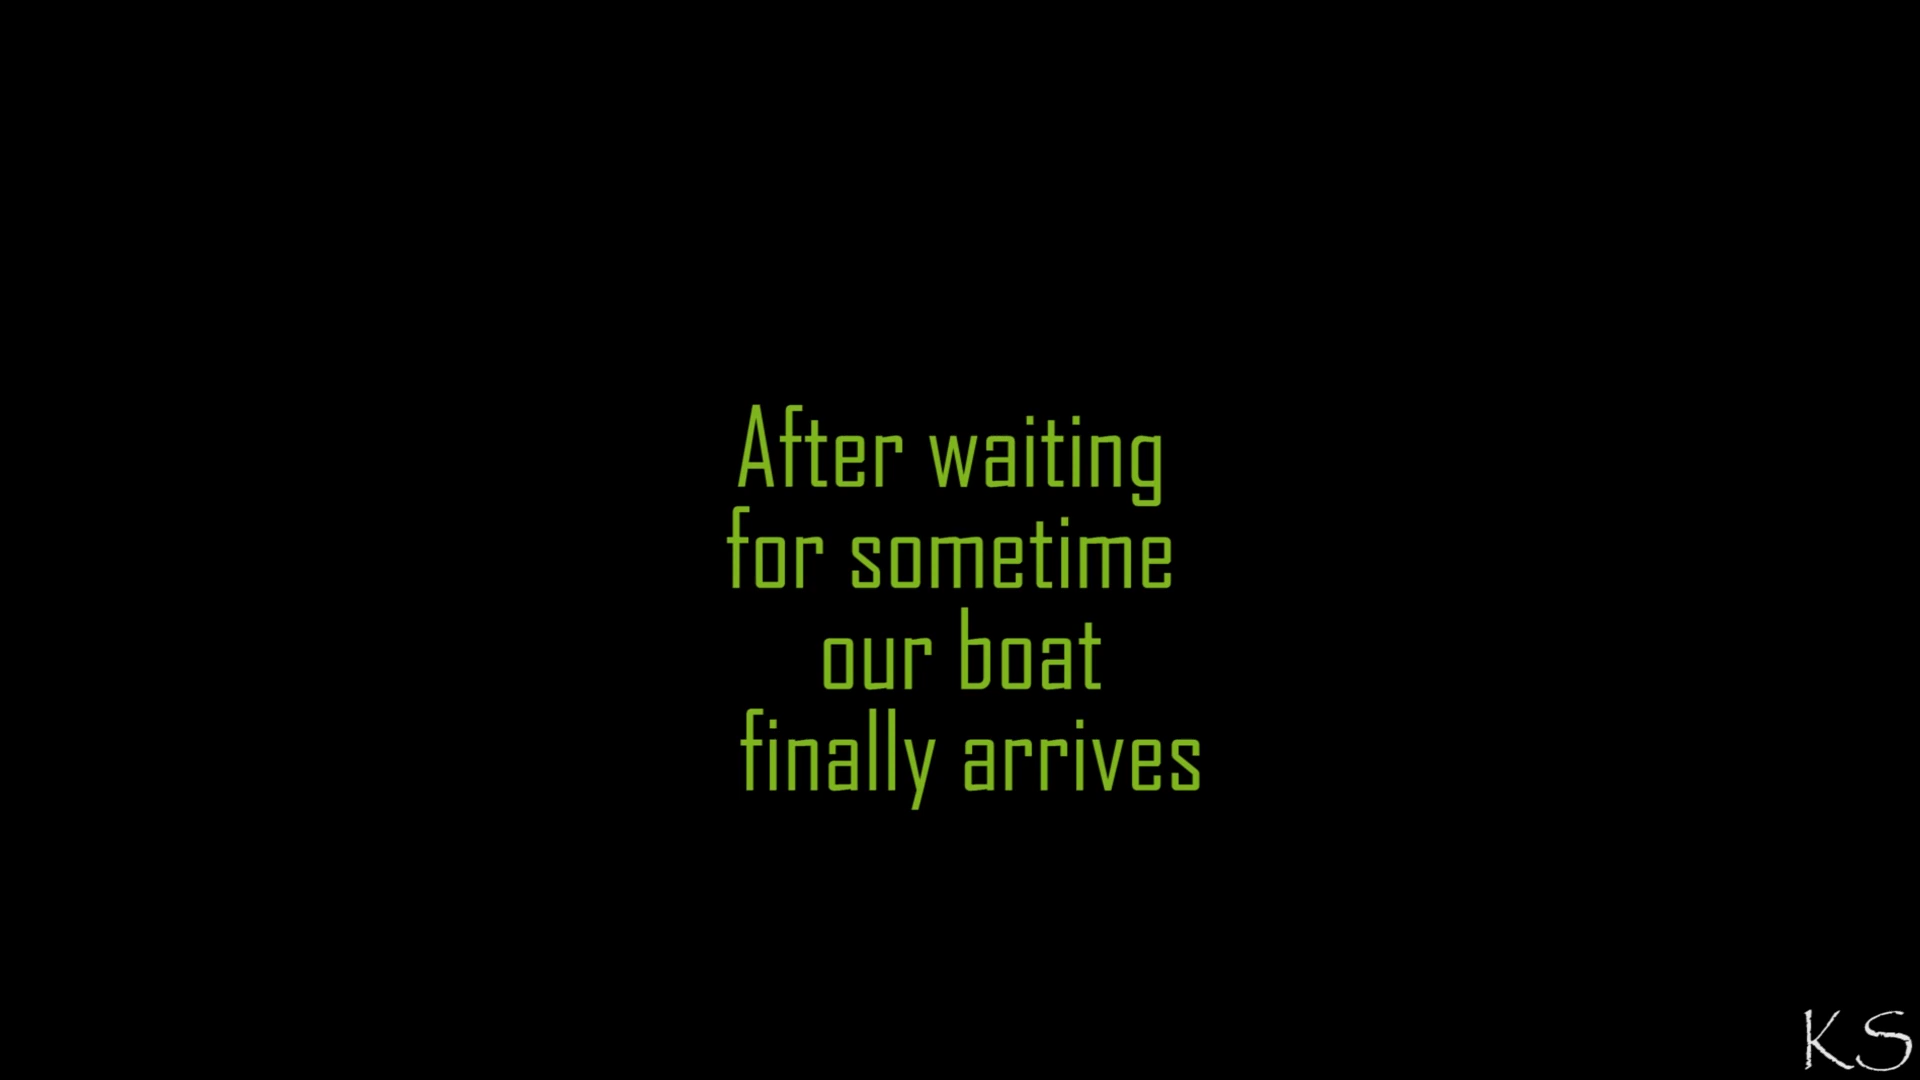 After waiting
for sometime
our boat
finally arrives
KS